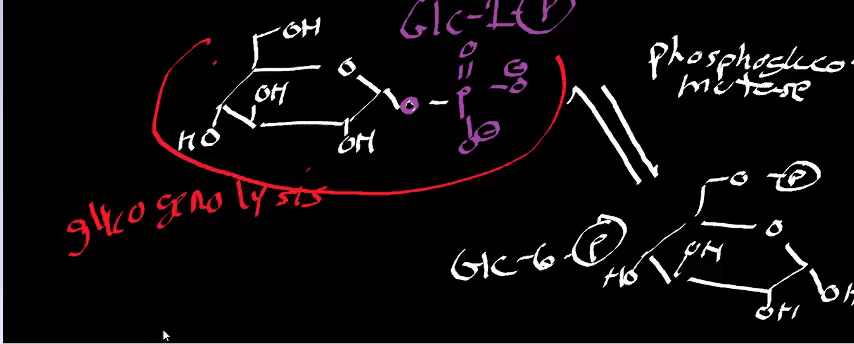 Glc-1-P
OH
O
OH
HO
OH
O
O
P
O
O
phosphogluco-
mutase
glycogenolysis
Glc-6-P
O
P
O
OH
HO
OH
OH